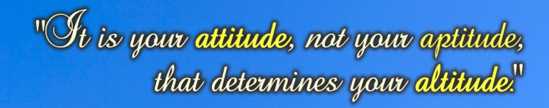 "It is your attitude, not your aptitude,
that determines your altitude."